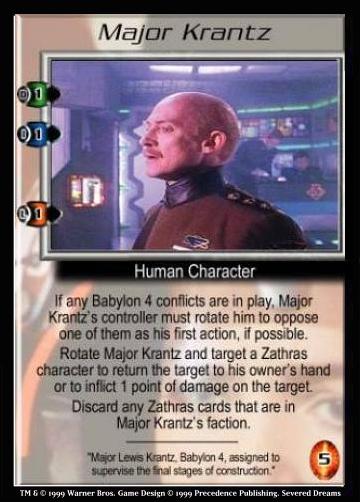 Major Krantz
1
1
1
Human Character
If any Babylon 4 conflicts are in play, Major
Krantz's controller must rotate him to oppose
one of them as his first action, if possible.
Rotate Major Krantz and target a Zathras
character to return the target to his owner's hand
or to inflict 1 point of damage on the target.
Discard any Zathras cards that are in
Major Krantz's faction.
"Major Lewis Krantz, Babylon 4, assigned to
supervise the final stages of construction."
5
TM & © 1999 Warner Bros. Game Design © 1999 Precedence Publishing. Severed Dreams